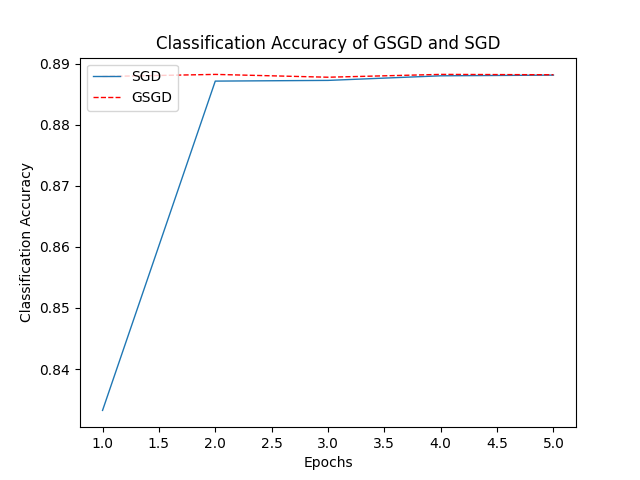 Classification Accuracy of GSGD and SGD
SGD
GSGD
Classification Accuracy
0.89
0.88
0.87
0.86
0.85
0.84
1.0 1.5 2.0 2.5 3.0 3.5 4.0 4.5 5.0
Epochs